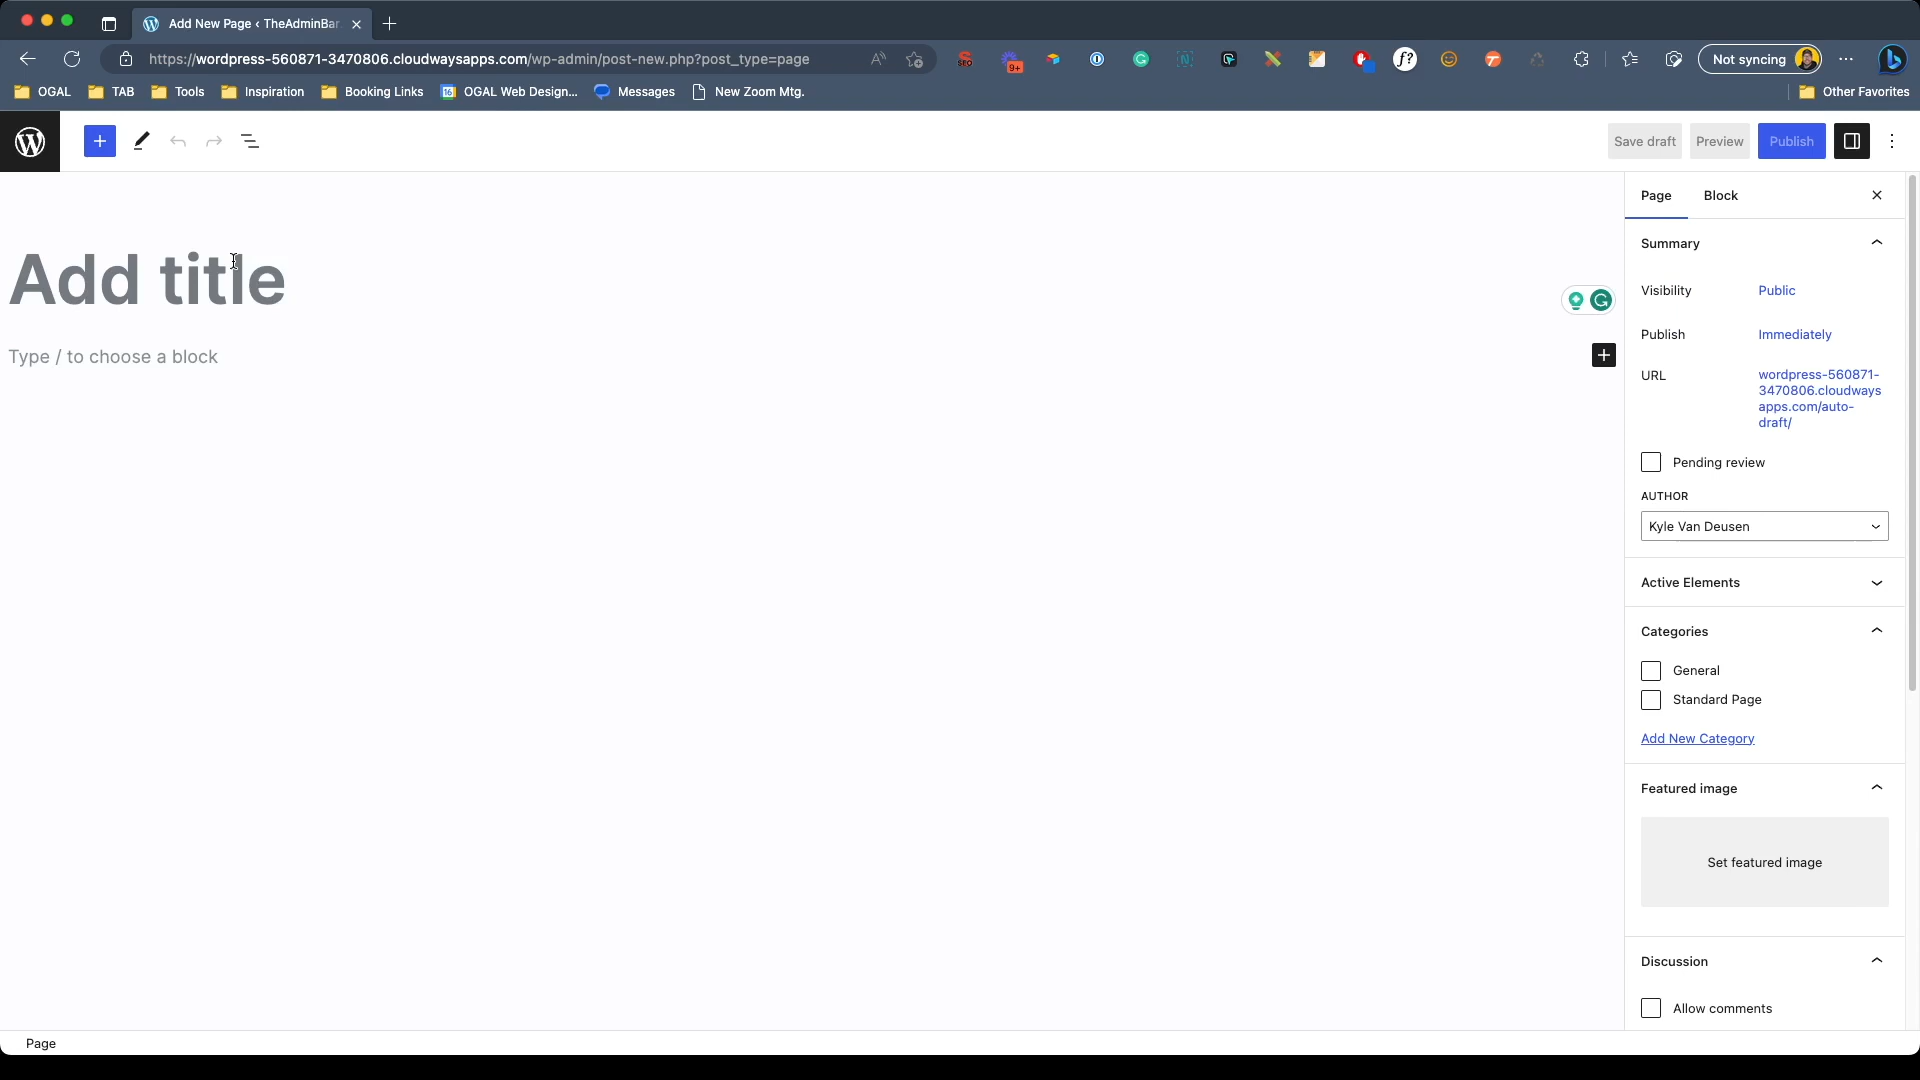 Add New Page ‹ TheAdminBar
https://wordpress-560871-3470806.cloudwaysapps.com/wp-admin/post-new.php?post_type=page
9+
Not syncing
OGAL
TAB
Tools
Inspiration
Booking Links
16
OGAL Web Design...
Messages
New Zoom Mtg.
Other Favorites
Save draft
Preview
Publish
Page
Block
Add title
Type / to choose a block
Summary
Visibility
Public
Publish
Immediately
URL
wordpress-560871-
3470806.cloudways
apps.com/auto-
draft/
Pending review
AUTHOR
Kyle Van Deusen
Active Elements
Categories
General
Standard Page
Add New Category
Featured image
Set featured image
Discussion
Allow comments
Page